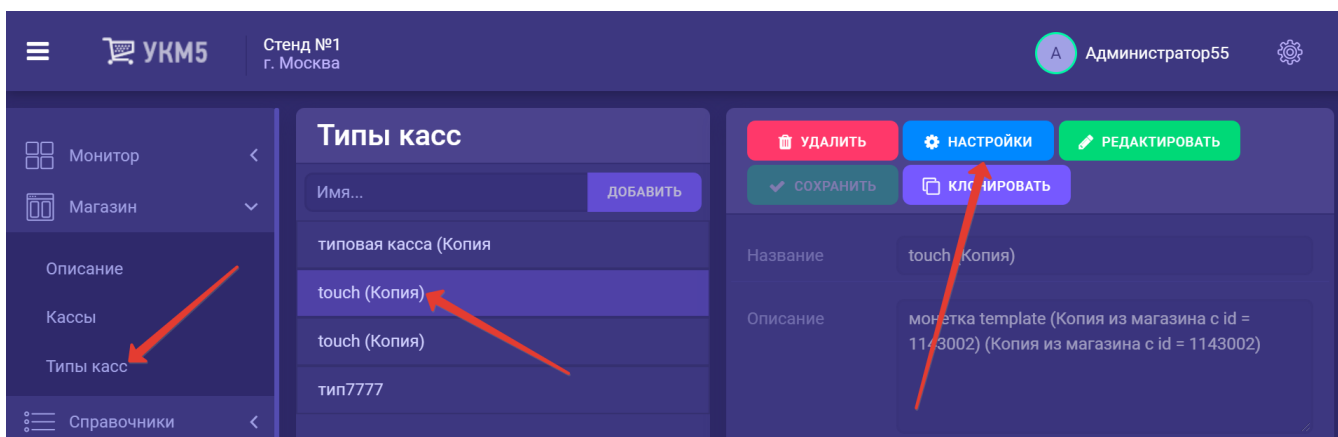 УКМ5
Стенд №1
г. Москва
А
Администратор55
Монитор
Магазин
Описание
Кассы
Типы касс
Справочники
Типы касс
Имя...
ДОБАВИТЬ
типовая касса (Копия
touch (Копия)
touch (Копия)
тип7777
УДАЛИТЬ
НАСТРОЙКИ
РЕДАКТИРОВАТЬ
СОХРАНИТЬ
КЛОНИРОВАТЬ
Название
touch (Копия)
Описание
монетка template (Копия из магазина с id =
1143002) (Копия из магазина с id = 1143002)